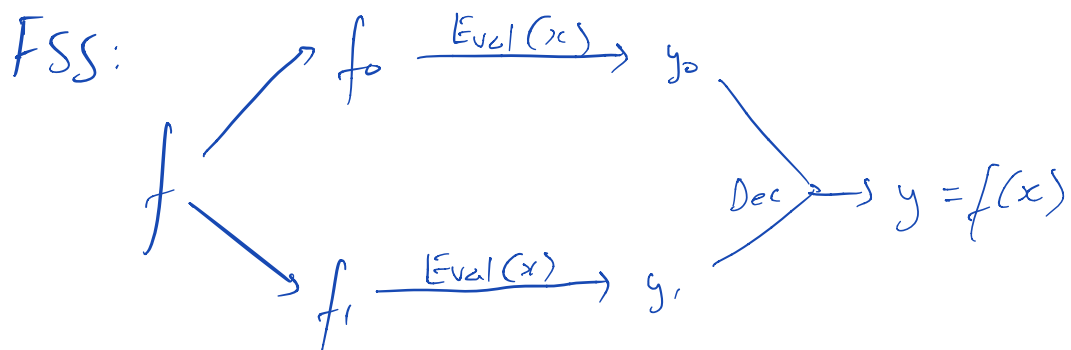 FSS:
f₀ Eval(x) y₀
f Dec y = f(x)
f₁ Eval(x) y₁